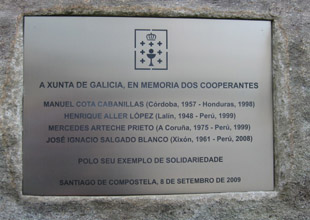 A XUNTA DE GALICIA, EN MEMORIA DOS COOPERANTES
MANUEL COTA CABANILLAS (Córdoba, 1957 - Honduras, 1998)
HENRIQUE ALLER LÓPEZ (Lalín, 1948 - Perú, 1999)
MERCEDES ARTECHE PRIETO (A Coruña, 1975 - Perú, 1999)
JOSÉ IGNACIO SALGADO BLANCO (Xixón, 1961 - Perú, 2008)
POLO SEU EXEMPLO DE SOLIDARIEDADE
SANTIAGO DE COMPOSTELA, 8 DE SETEMBRO DE 2009